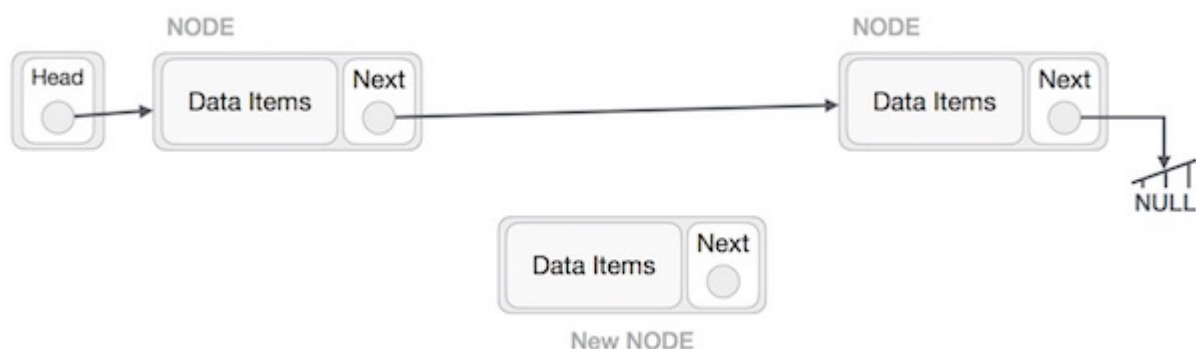 NODE
NODE
Head
Data Items
Next
Data Items
Next
NULL
Data Items
Next
New NODE